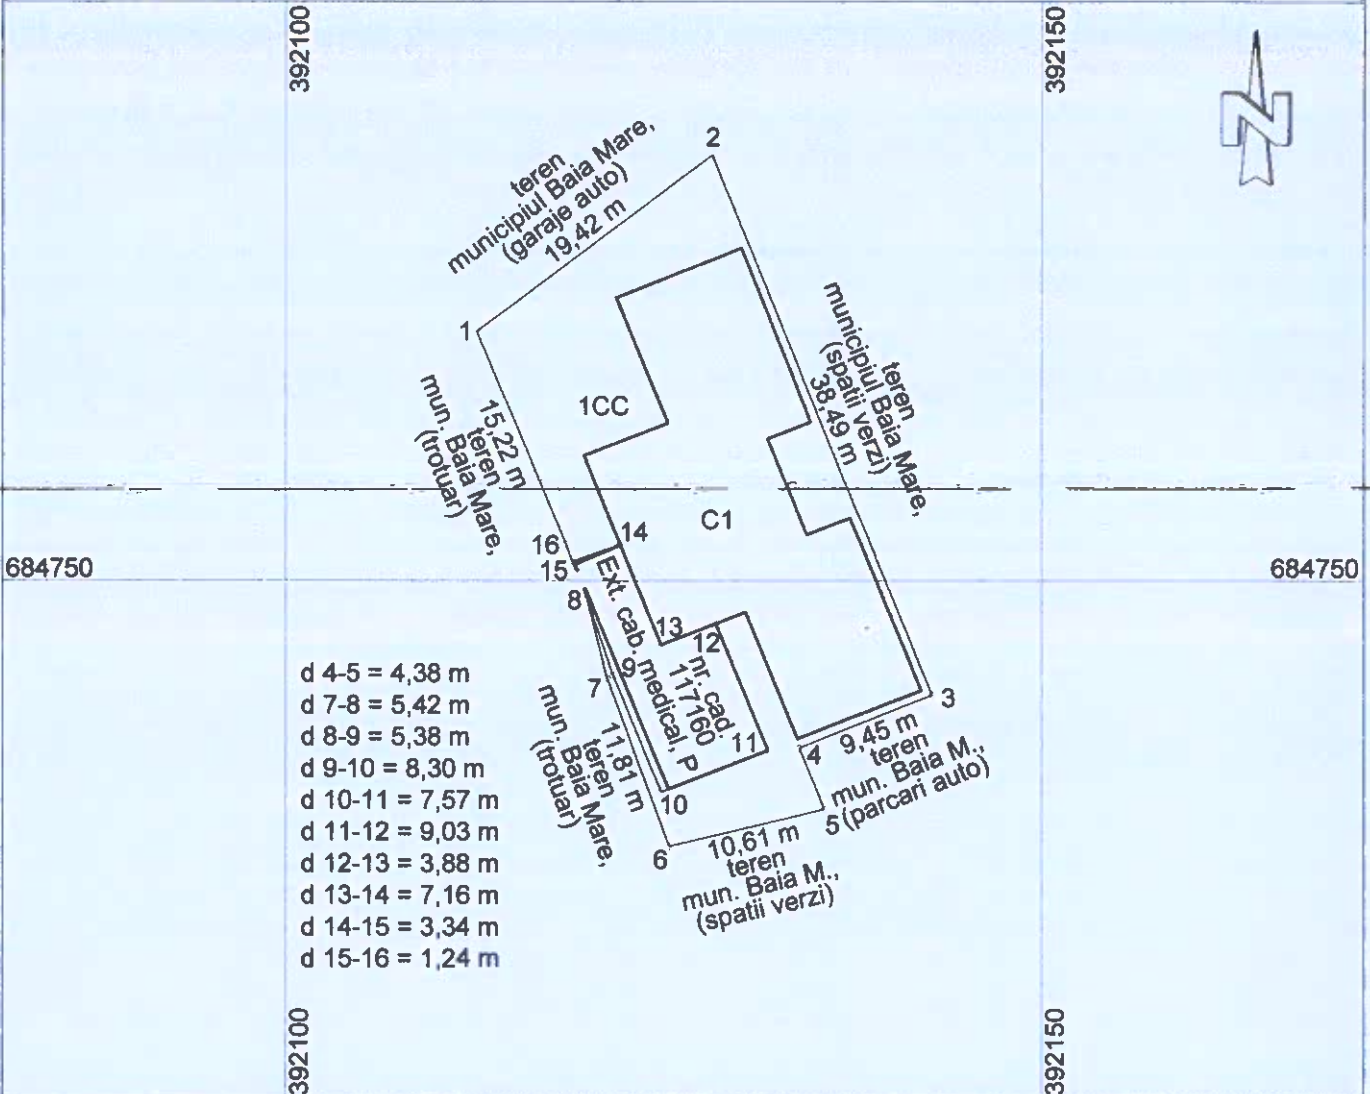 392100
392150
N
2
teren
municipiul Baia Mare,
(garaje auto)
19,42 m
1
teren
municipiul Baia Mare,
(spatii verzi)
38,49 m
1CC
15,22 m
teren
mun. Baia Mare,
(trotuar)
C1
14
16
15
8
684750
684750
Ext. cab. medical, P
13
12
nr. cad.
117160
9
7
11
3
4
9,45 m
teren
mun. Baia M.,
(parcari auto)
11,81 m
teren
mun. Baia Mare,
(trotuar)
10
5
6
10,61 m
teren
mun. Baia M.,
(spatii verzi)
d 4-5 = 4,38 m
d 7-8 = 5,42 m
d 8-9 = 5,38 m
d 9-10 = 8,30 m
d 10-11 = 7,57 m
d 11-12 = 9,03 m
d 12-13 = 3,88 m
d 13-14 = 7,16 m
d 14-15 = 3,34 m
d 15-16 = 1,24 m
392100
392150